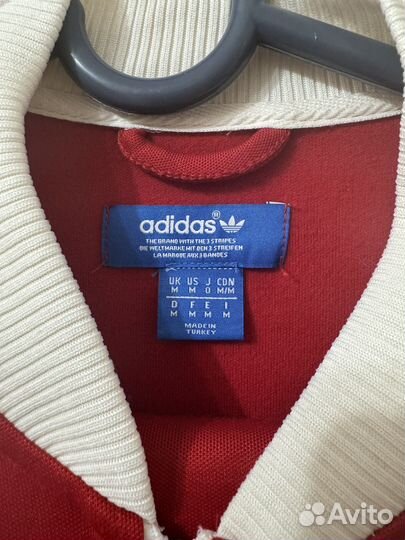 adidas®
THE BRAND WITH THE 3 STRIPES
DIE WELTMARKE MIT DEN 3 STREIFEN
LA MARQUE AUX 3 BANDES
UK US J CDN
M M O M/M
D F E I
M M M M
MADE IN
TURKEY
Avito